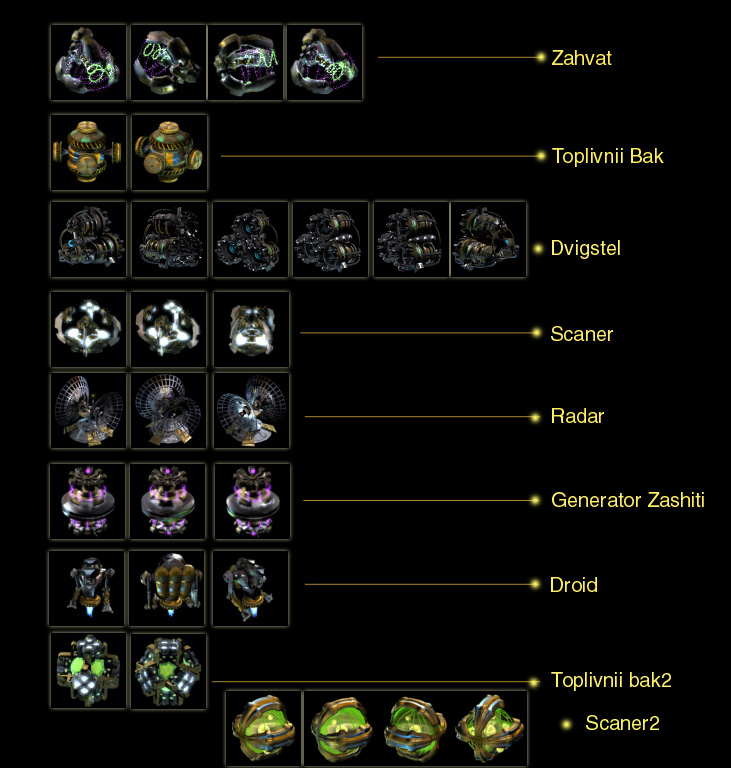 Zahvat
Toplivnii Bak
Dvigstel
Scaner
Radar
Generator Zashiti
Droid
Toplivnii bak2
Scaner2